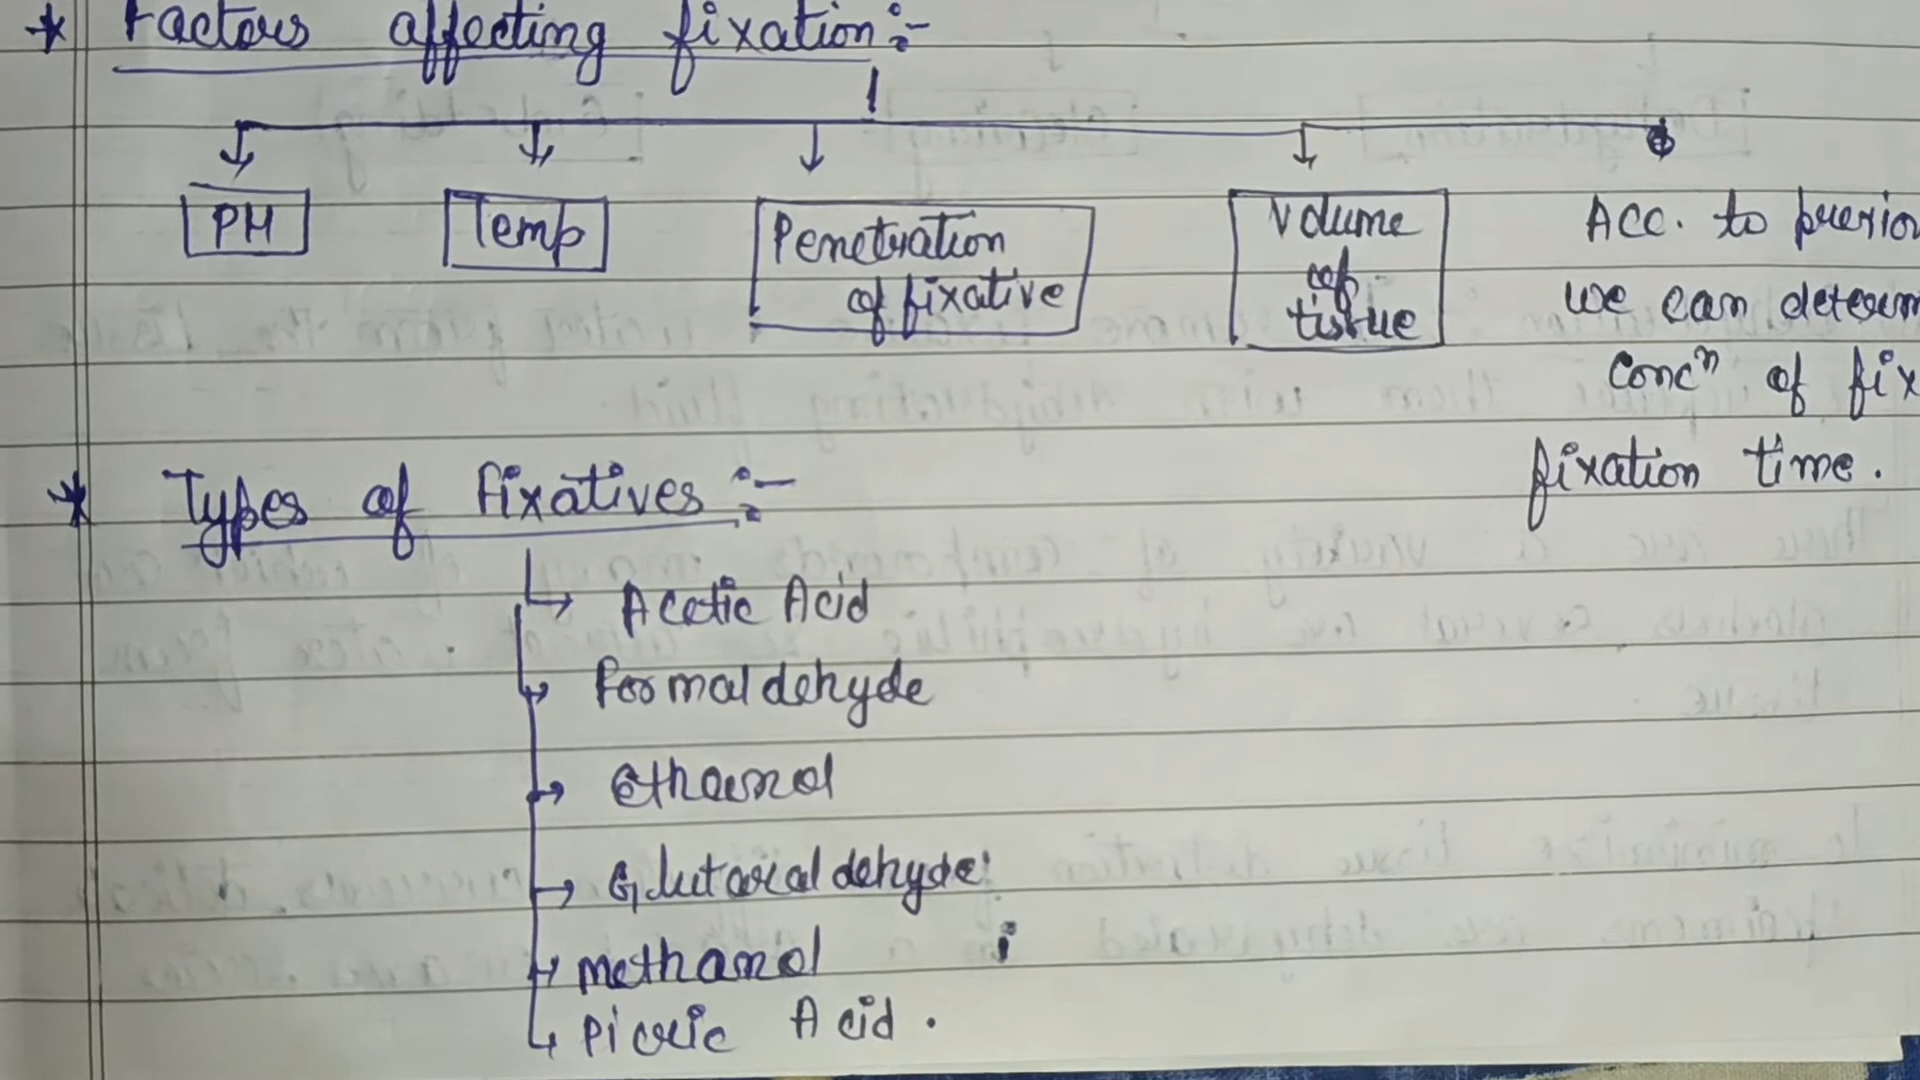 * Factors affecting fixation :-
PH
Temp
Penetration
of fixative
Volume
of
tissue
Acc. to
we can
concn of
fixation time.
* Types of Fixatives :-
Acetic Acid
Formaldehyde
Ethanol
Glutaraldehyde
methanol
Picric Acid.